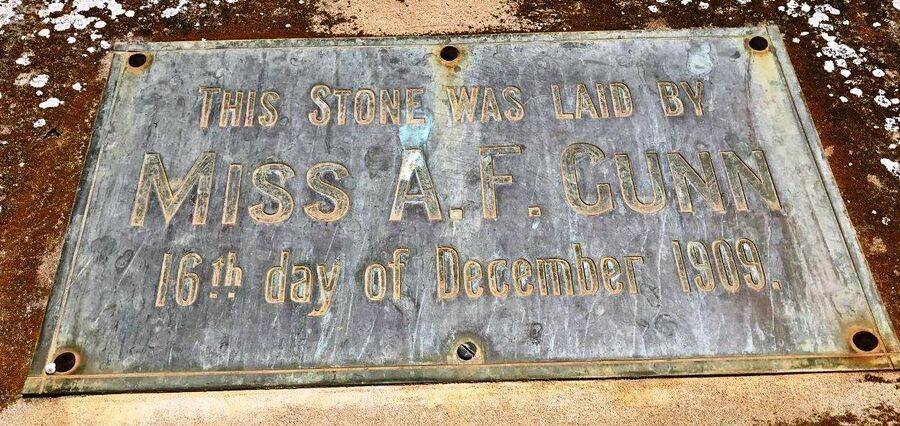 THIS STONE WAS LAID BY
MISS A.F. GUNN
16th day of December 1909.